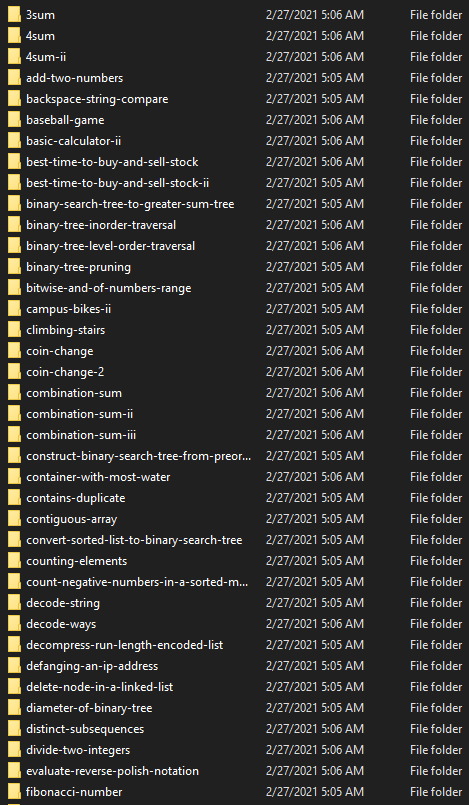 3sum 2/27/2021 5:06 AM File folder
4sum 2/27/2021 5:06 AM File folder
4sum-ii 2/27/2021 5:06 AM File folder
add-two-numbers 2/27/2021 5:05 AM File folder
backspace-string-compare 2/27/2021 5:06 AM File folder
baseball-game 2/27/2021 5:06 AM File folder
basic-calculator-ii 2/27/2021 5:06 AM File folder
best-time-to-buy-and-sell-stock 2/27/2021 5:06 AM File folder
best-time-to-buy-and-sell-stock-ii 2/27/2021 5:05 AM File folder
binary-search-tree-to-greater-sum-tree 2/27/2021 5:05 AM File folder
binary-tree-inorder-traversal 2/27/2021 5:06 AM File folder
binary-tree-level-order-traversal 2/27/2021 5:06 AM File folder
binary-tree-pruning 2/27/2021 5:05 AM File folder
bitwise-and-of-numbers-range 2/27/2021 5:05 AM File folder
campus-bikes-ii 2/27/2021 5:05 AM File folder
climbing-stairs 2/27/2021 5:05 AM File folder
coin-change 2/27/2021 5:06 AM File folder
coin-change-2 2/27/2021 5:05 AM File folder
combination-sum 2/27/2021 5:06 AM File folder
combination-sum-ii 2/27/2021 5:06 AM File folder
combination-sum-iii 2/27/2021 5:06 AM File folder
construct-binary-search-tree-from-preor... 2/27/2021 5:05 AM File folder
container-with-most-water 2/27/2021 5:06 AM File folder
contains-duplicate 2/27/2021 5:05 AM File folder
contiguous-array 2/27/2021 5:05 AM File folder
convert-sorted-list-to-binary-search-tree 2/27/2021 5:05 AM File folder
counting-elements 2/27/2021 5:05 AM File folder
count-negative-numbers-in-a-sorted-m... 2/27/2021 5:05 AM File folder
decode-string 2/27/2021 5:05 AM File folder
decode-ways 2/27/2021 5:06 AM File folder
decompress-run-length-encoded-list 2/27/2021 5:05 AM File folder
defanging-an-ip-address 2/27/2021 5:05 AM File folder
delete-node-in-a-linked-list 2/27/2021 5:05 AM File folder
diameter-of-binary-tree 2/27/2021 5:05 AM File folder
distinct-subsequences 2/27/2021 5:06 AM File folder
divide-two-integers 2/27/2021 5:06 AM File folder
evaluate-reverse-polish-notation 2/27/2021 5:06 AM File folder
fibonacci-number 2/27/2021 5:05 AM File folder